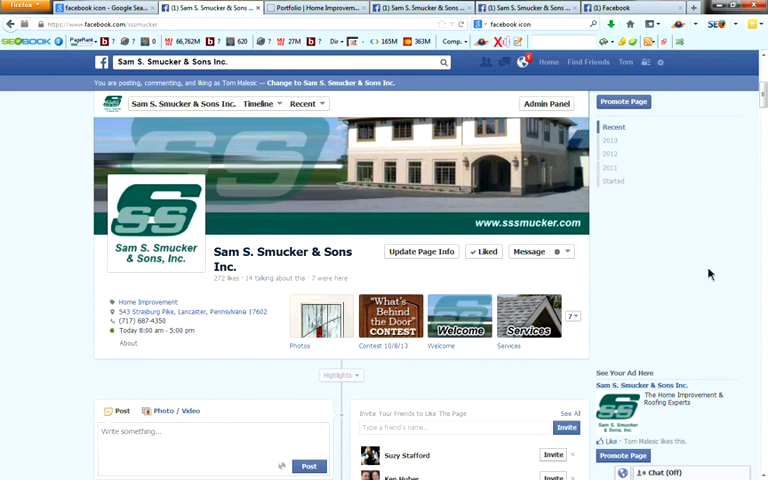 Firefox
facebook icon - Google Sea...
(1) Sam S. Smucker & Sons ...
Portfolio | Home Improvem...
(1) Sam S. Smucker & Sons ...
(1) Sam S. Smucker & Sons ...
(1) Facebook
https://www.facebook.com/sssmucker
facebook icon
SEO
SEOBOOK
PageRank
66,762M
620
27M
Dir
165M
363M
Comp.
Sam S. Smucker & Sons Inc.
Home
Find Friends
Tom
You are posting, commenting, and liking as Tom Malesic — Change to Sam S. Smucker & Sons Inc.
Sam S. Smucker & Sons Inc.
Timeline
Recent
Admin Panel
Promote Page
Recent
2013
2012
2011
Started
SSS
www.sssmucker.com
SSS
Sam S. Smucker
& Sons, Inc.
Sam S. Smucker & Sons
Inc.
272 likes · 14 talking about this · 7 were here
Update Page Info
Liked
Message
Home Improvement
543 Strasburg Pike, Lancaster, Pennsylvania 17602
(717) 687-4350
Today 8:00 am - 5:00 pm
About
"What's
Behind
the Door"
CONTEST
Welcome
Services
7
Photos
Contest 10/8/13
Welcome
Services
Highlights
See Your Ad Here
Sam S. Smucker & Sons Inc.
The Home Improvement &
Roofing Experts
Like · Tom Malesic likes this.
Promote Page
Post
Photo / Video
Write something...
Post
Invite Your Friends to Like This Page
See All
Type a friend's name...
Invite
Suzy Stafford
Invite
Ken Huber
Invite
Chat (Off)